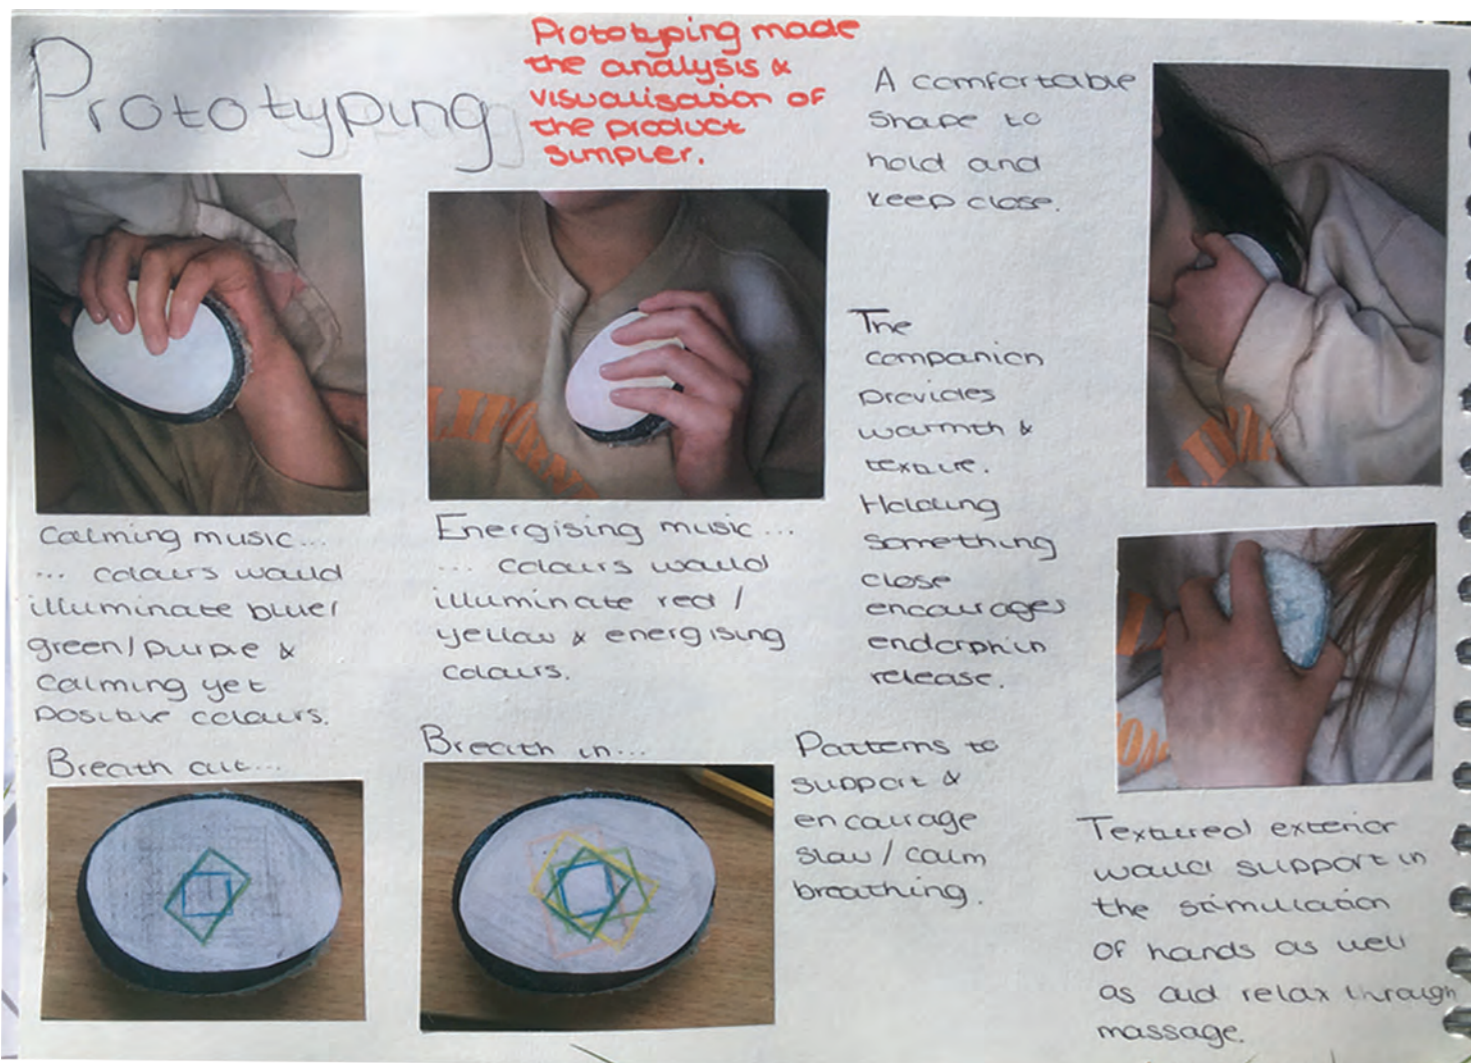 Prototyping
Prototyping made
the analysis &
visualisation of
the product
simpler.
A comfortable
shape to
hold and
keep close.
LIFORN
Calming music...
... colours would
illuminate blue/
green/purple &
calming yet
positive colours.
Energising music...
... colours would
illuminate red/
yellow & energising
colours.
The
companion
provides
warmth &
texture.
Holding
something
close
encourages
endorphin
release.
Breath out...
Breath in...
Patterns to
support &
encourage
slow/calm
breathing.
Textured exterior
would support in
the stimulation
of hands as well
as aid relax through
massage.